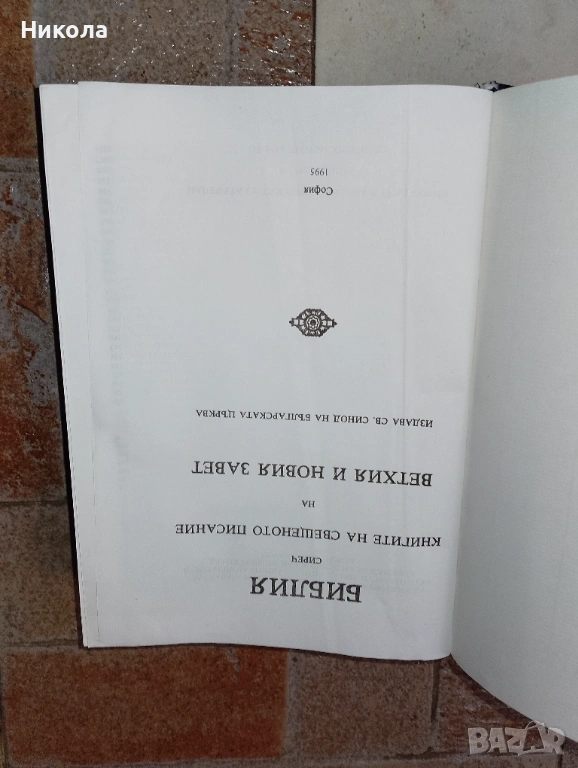 Никола
БИБЛИЯ
СИРЕЧ
КНИГИТЕ НА СВЕЩЕНОТО ПИСАНИЕ
НА
ВЕТХИЯ И НОВИЯ ЗАВЕТ
ИЗДАВА СВ. СИНОД НА БЪЛГАРСКАТА ЦЪРКВА
София
1995
BAZAR